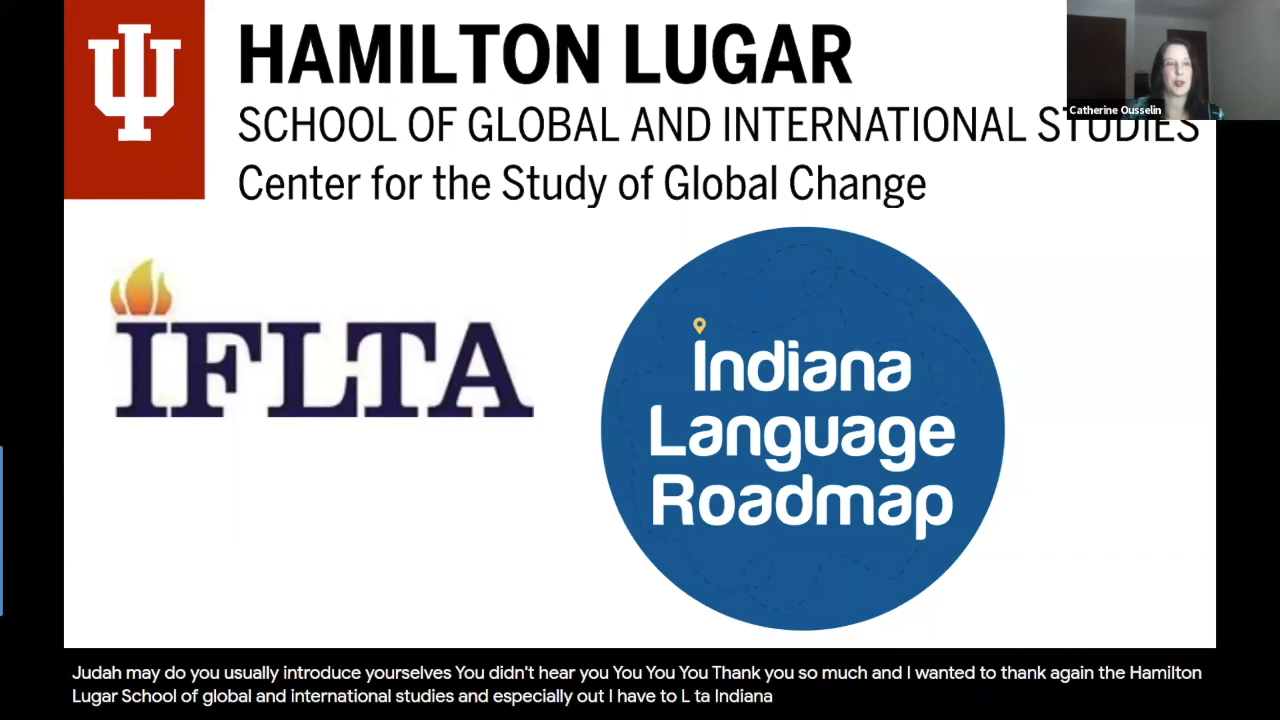 HAMILTON LUGAR
SCHOOL OF GLOBAL AND INTERNATIONAL STUDIES
Center for the Study of Global Change
Catherine Ousselin
IFLTA
Indiana
Language
Roadmap
Judah may do you usually introduce yourselves You didn't hear you You You You Thank you so much and I wanted to thank again the Hamilton
Lugar School of global and international studies and especially out I have to L ta Indiana